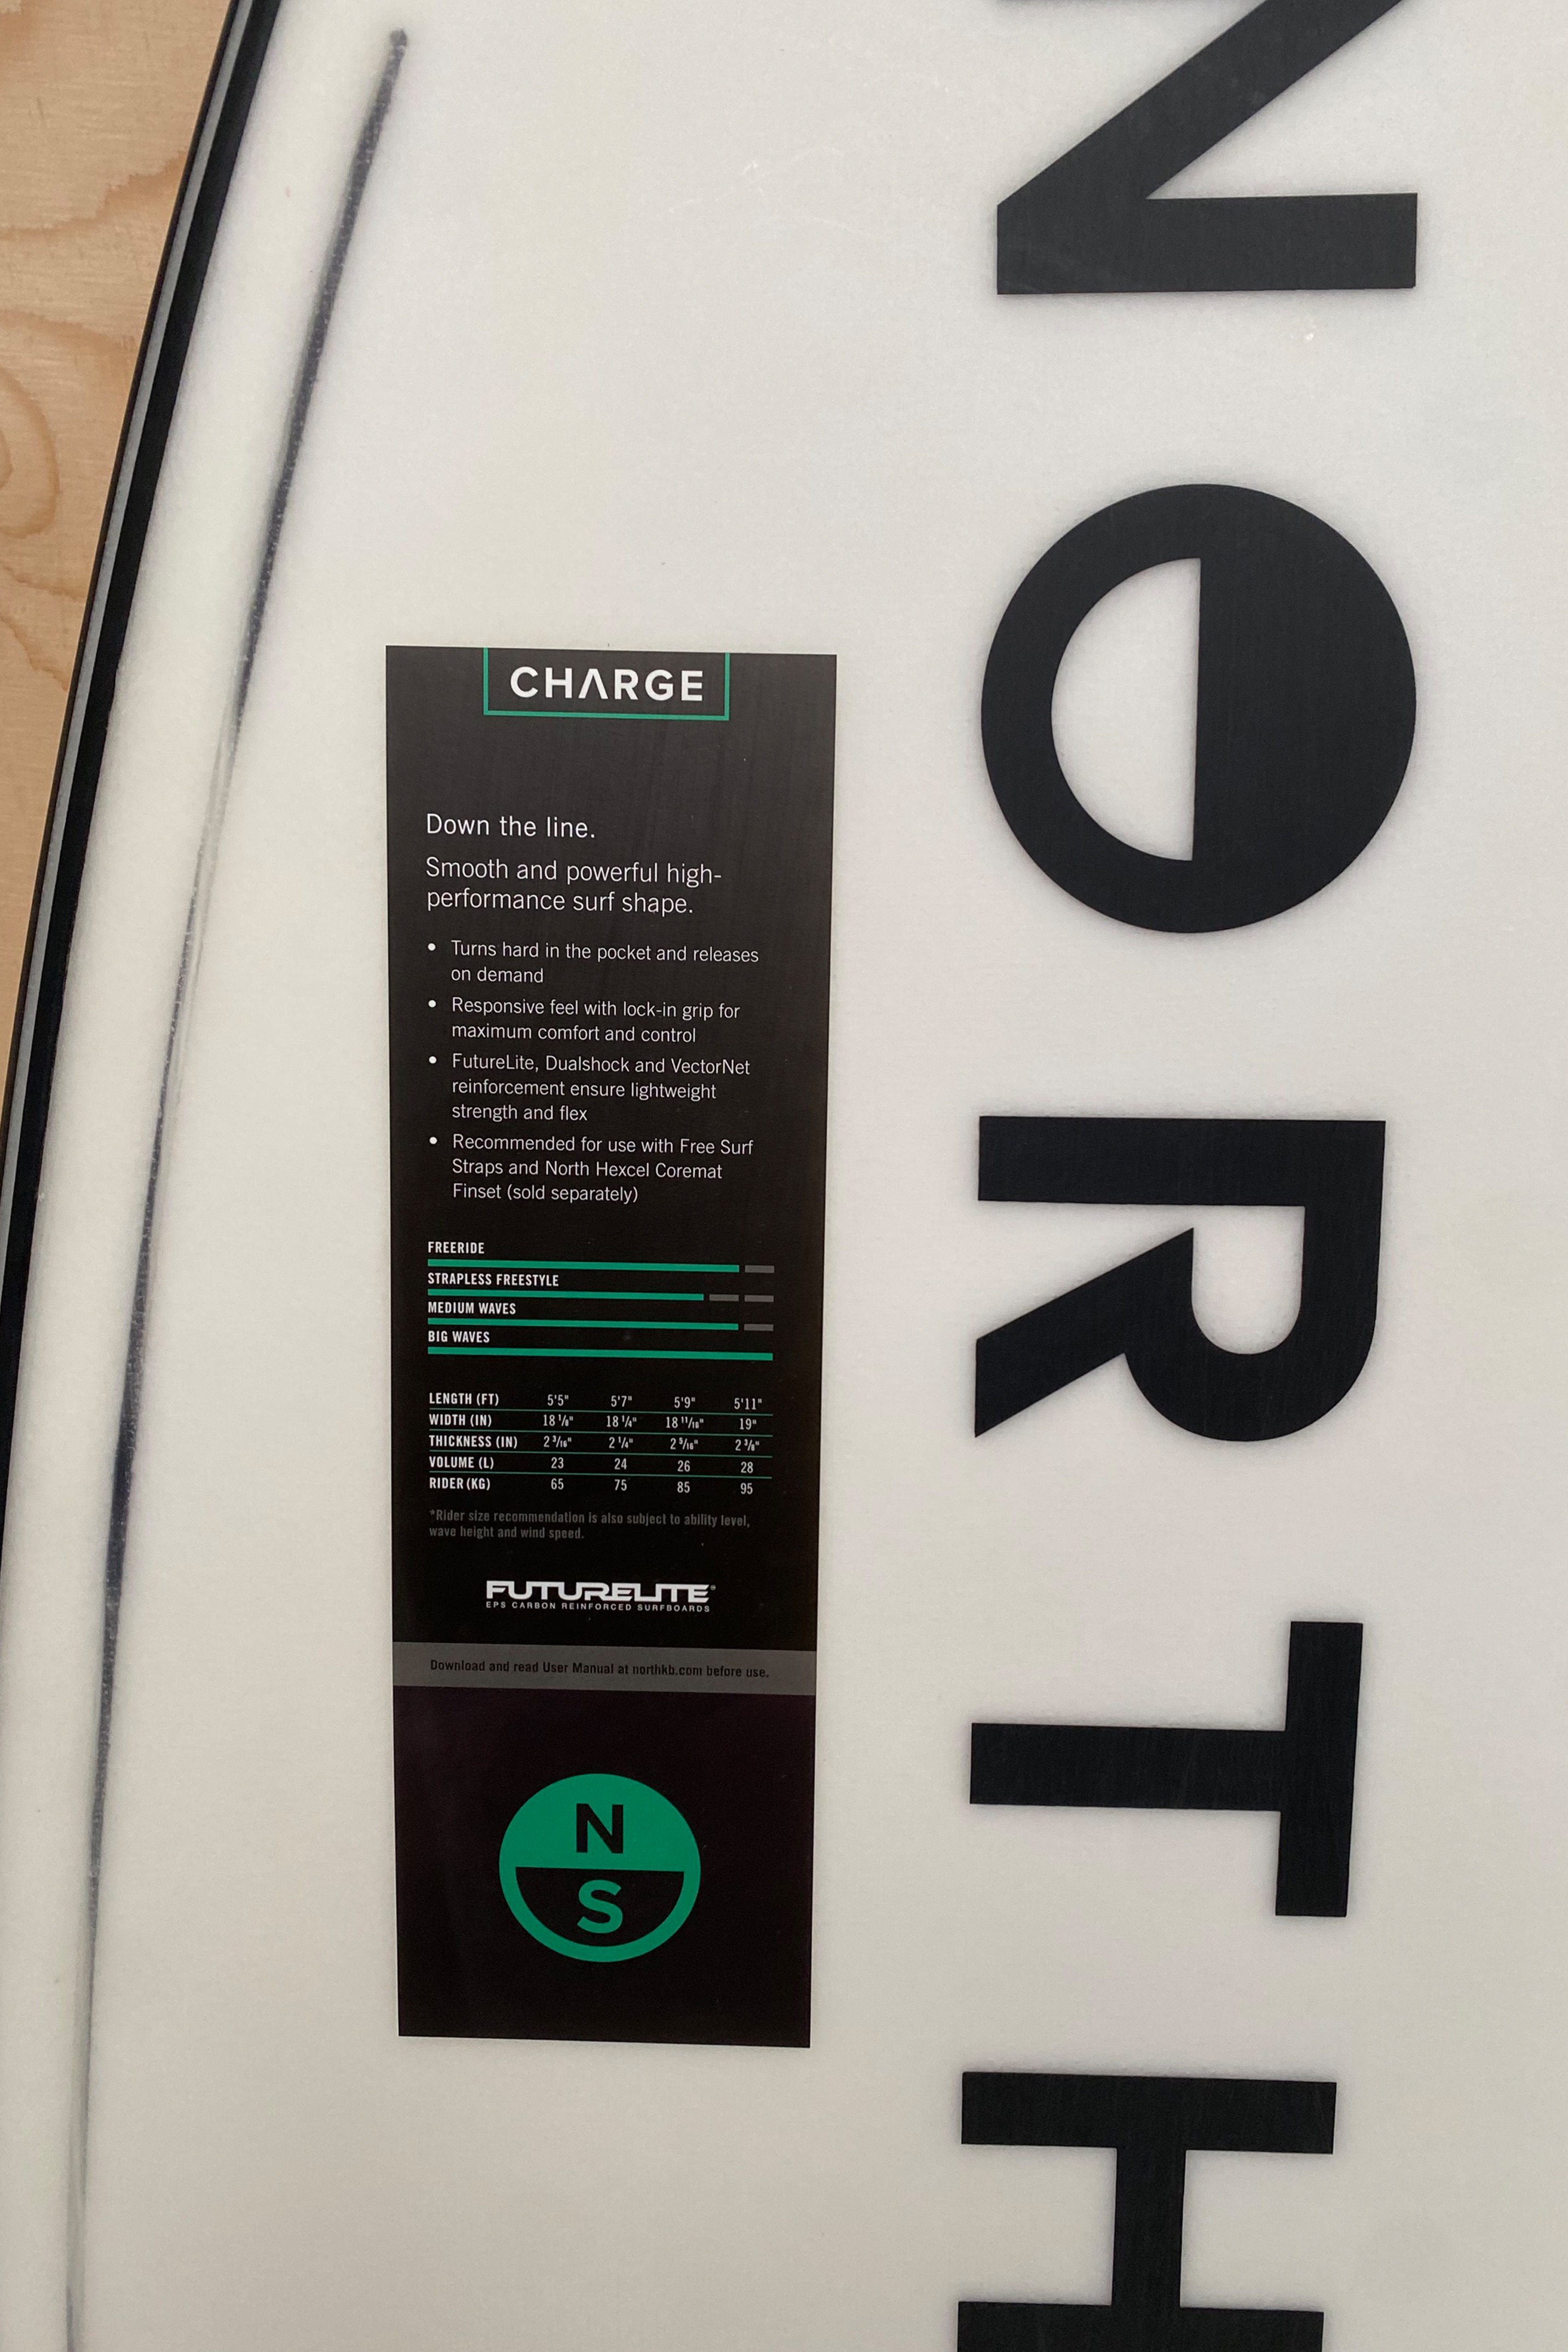 NORTH
CHARGE
Down the line.
Smooth and powerful high-
performance surf shape.
• Turns hard in the pocket and releases
on demand
• Responsive feel with lock-in grip for
maximum comfort and control
• FutureLite, Dualshock and VectorNet
reinforcement ensure lightweight
strength and flex
• Recommended for use with Free Surf
Straps and North Hexcel Coremat
Finset (sold separately)
FREERIDE
STRAPLESS FREESTYLE
MEDIUM WAVES
BIG WAVES
LENGTH (FT) 5'5" 5'7" 5'9" 5'11"
WIDTH (IN) 18 1/8" 18 1/4" 18 11/16" 19"
THICKNESS (IN) 2 3/16" 2 1/4" 2 5/16" 2 3/8"
VOLUME (L) 23 24 26 28
RIDER (KG) 65 75 85 95
*Rider size recommendation is also subject to ability level,
wave height and wind speed.
FUTURELITE®
EPS CARBON REINFORCED SURFBOARDS
Download and read User Manual at northkb.com before use.
N
S